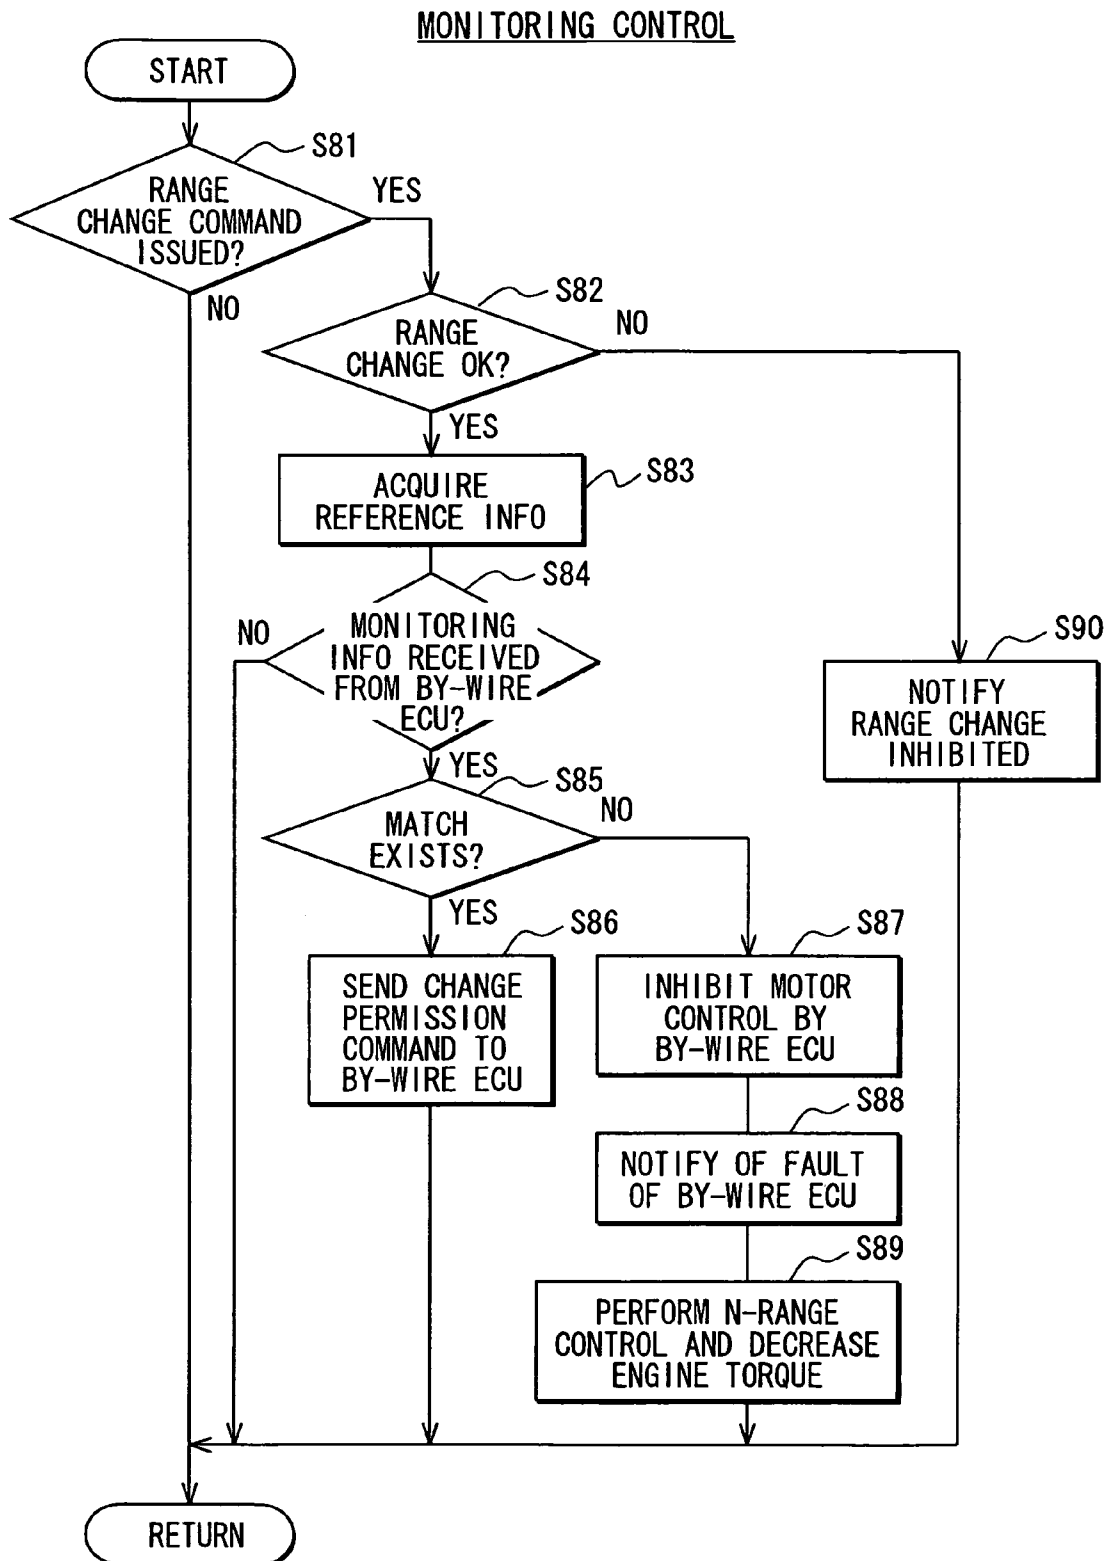 MONITORING CONTROL
START
S81
RANGE
CHANGE COMMAND
ISSUED?
YES
NO
S82
RANGE
CHANGE OK?
NO
YES
S83
ACQUIRE
REFERENCE INFO
S84
NO
MONITORING
INFO RECEIVED
FROM BY-WIRE
ECU?
YES
S90
NOTIFY
RANGE CHANGE
INHIBITED
S85
MATCH
EXISTS?
NO
YES
S86
SEND CHANGE
PERMISSION
COMMAND TO
BY-WIRE ECU
S87
INHIBIT MOTOR
CONTROL BY
BY-WIRE ECU
S88
NOTIFY OF FAULT
OF BY-WIRE ECU
S89
PERFORM N-RANGE
CONTROL AND DECREASE
ENGINE TORQUE
RETURN